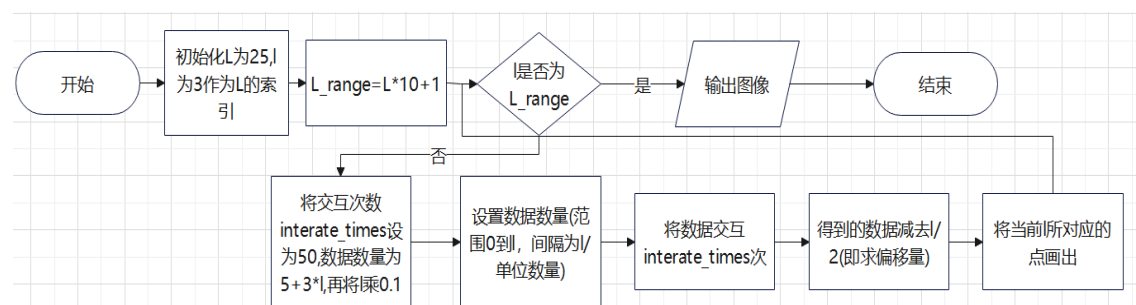 开始
初始化L为25,l
为3作为L的索
引
L_range=L*10+1
l是否为
L_range
是
输出图像
结束
否
将交互次数
interate_times设
为50,数据数量为
5+3*l,再将l乘0.1
设置数据数量(范
围0到l，间隔为l/
单位数量)
将数据交互
interate_times次
得到的数据减去l/
2(即求偏移量)
将当前l所对应的
点画出